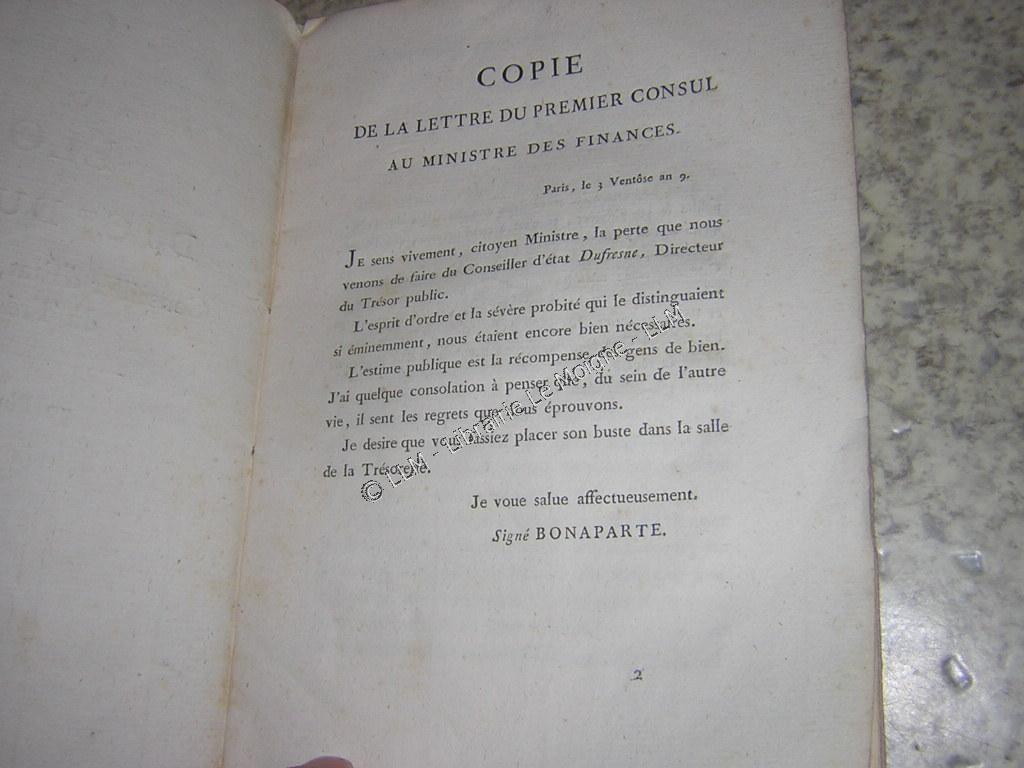 COPIE
DE LA LETTRE DU PREMIER CONSUL
AU MINISTRE DES FINANCES.
Paris, le 3 Ventôse an 9.
JE sens vivement, citoyen Ministre, la perte que nous
venons de faire du Conseiller d'état Dufresne, Directeur
du Trésor public.
L'esprit d'ordre et la sévère probité qui le distinguaient
si éminemment, nous étaient encore bien nécessaires.
L'estime publique est la récompense des gens de bien.
J'ai quelque consolation à penser que, du sein de l'autre
vie, il sent les regrets que nous éprouvons.
Je desire que vous fassiez placer son buste dans la salle
de la Trésorerie.
Je voue salue affectueusement.
Signé BONAPARTE.
2
© LLM - Librairie Le Moigne - LLM